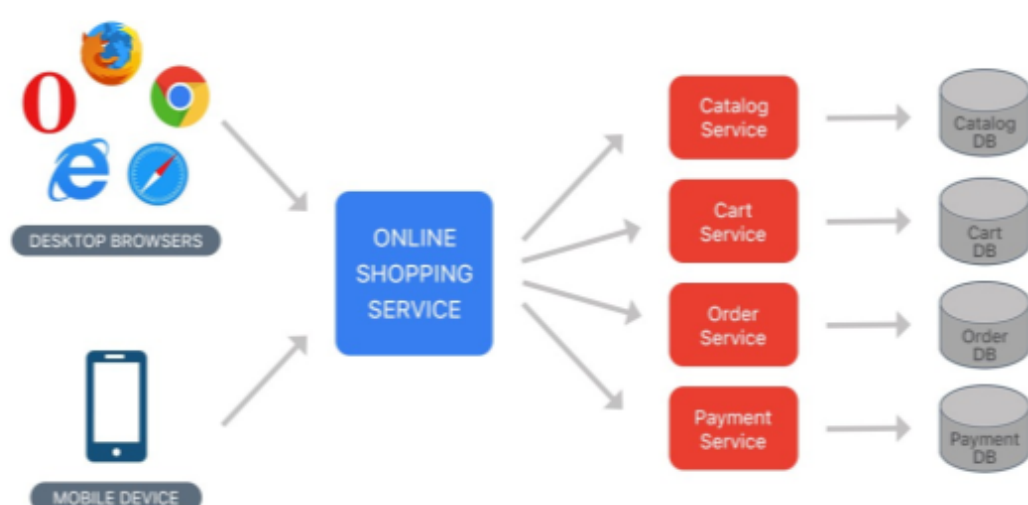 DESKTOP BROWSERS
MOBILE DEVICE
ONLINE
SHOPPING
SERVICE
Catalog
Service
Cart
Service
Order
Service
Payment
Service
Catalog
DB
Cart
DB
Order
DB
Payment
DB